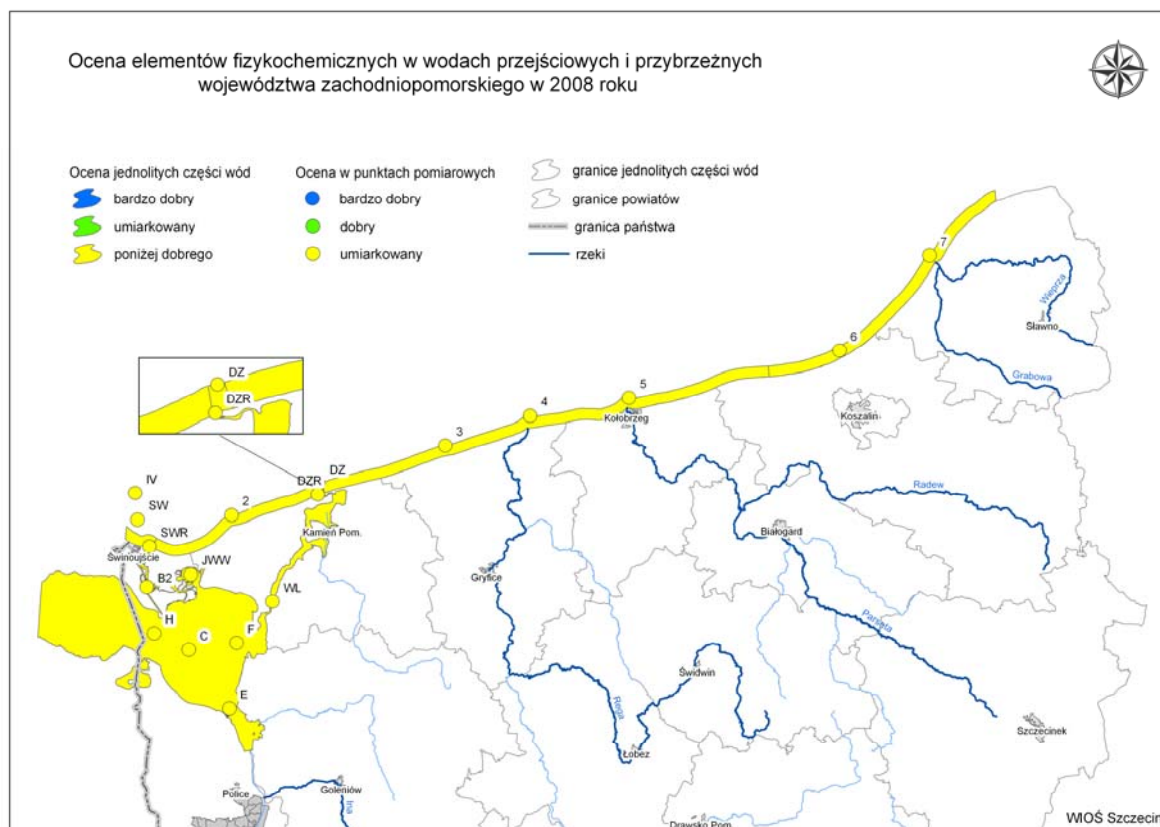 Ocena elementów fizykochemicznych w wodach przejściowych i przybrzeżnych
województwa zachodniopomorskiego w 2008 roku
Ocena jednolitych części wód
bardzo dobry
umiarkowany
poniżej dobrego
Ocena w punktach pomiarowych
bardzo dobry
dobry
umiarkowany
granice jednolitych części wód
granice powiatów
granica państwa
rzeki
7
Wieprza
Sławno
6
Grabowa
DZ
DZR
5
4
Kołobrzeg
Koszalin
3
DZ
DZR
IV
Radew
2
SW
SWR
Kamień Pom.
Białogard
Świnoujście
JWW
Gryfice
B2
WL
H
C
F
Parsęta
Świdwin
E
Rega
Szczecinek
Łobez
Police
Goleniów
Ina
Drawsko Pom.
WIOŚ Szczecin